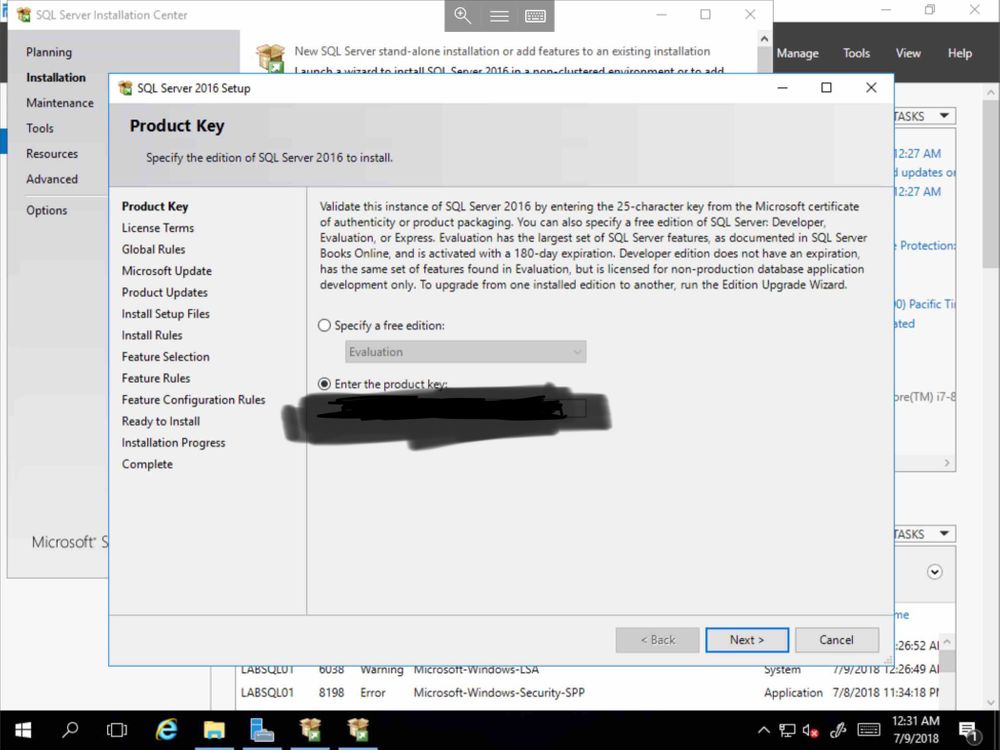 SQL Server Installation Center
Planning
Installation
Maintenance
Tools
Resources
Advanced
Options
New SQL Server stand-alone installation or add features to an existing installation
Launch a wizard to install SQL Server 2016 in a non-clustered environment or to add
Manage Tools View Help
SQL Server 2016 Setup
Product Key
Specify the edition of SQL Server 2016 to install.
Product Key
License Terms
Global Rules
Microsoft Update
Product Updates
Install Setup Files
Install Rules
Feature Selection
Feature Rules
Feature Configuration Rules
Ready to Install
Installation Progress
Complete
Validate this instance of SQL Server 2016 by entering the 25-character key from the Microsoft certificate
of authenticity or product packaging. You can also specify a free edition of SQL Server: Developer,
Evaluation, or Express. Evaluation has the largest set of SQL Server features, as documented in SQL Server
Books Online, and is activated with a 180-day expiration. Developer edition does not have an expiration,
has the same set of features found in Evaluation, but is licensed for non-production database application
development only. To upgrade from one installed edition to another, run the Edition Upgrade Wizard.
Specify a free edition:
Evaluation
Enter the product key:
< Back Next > Cancel
Microsoft S
TASKS
12:27 AM
d updates or
12:27 AM
e Protection:
00) Pacific Ti
ated
ore(TM) i7-8
TASKS
me
:26:52 A
LABSQL01 6038 Warning Microsoft-Windows-LSA System 7/9/2018 12:26:49 A
LABSQL01 8198 Error Microsoft-Windows-Security-SPP Application 7/8/2018 11:34:18 P
12:31 AM
7/9/2018
1